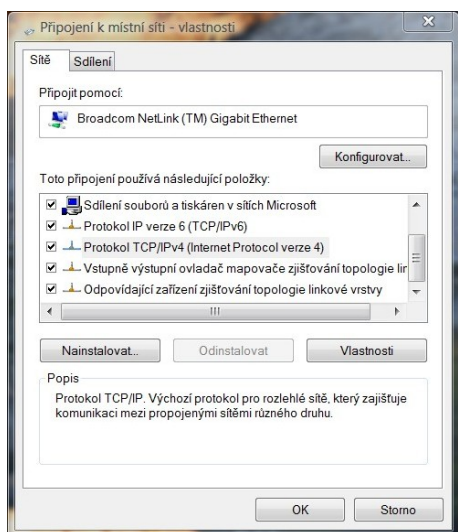 Připojení k místní síti - vlastnosti
Sítě
Sdílení
Připojit pomocí:
Broadcom NetLink (TM) Gigabit Ethernet
Konfigurovat...
Toto připojení používá následující položky:
Sdílení souborů a tiskáren v sítích Microsoft
Protokol IP verze 6 (TCP/IPv6)
Protokol TCP/IPv4 (Internet Protocol verze 4)
Vstupně výstupní ovladač mapovače zjišťování topologie lin
Odpovídající zařízení zjišťování topologie linkové vrstvy
Nainstalovat...
Odinstalovat
Vlastnosti
Popis
Protokol TCP/IP. Výchozí protokol pro rozlehlé sítě, který zajišťuje
komunikaci mezi propojenými sítěmi různého druhu.
OK
Storno